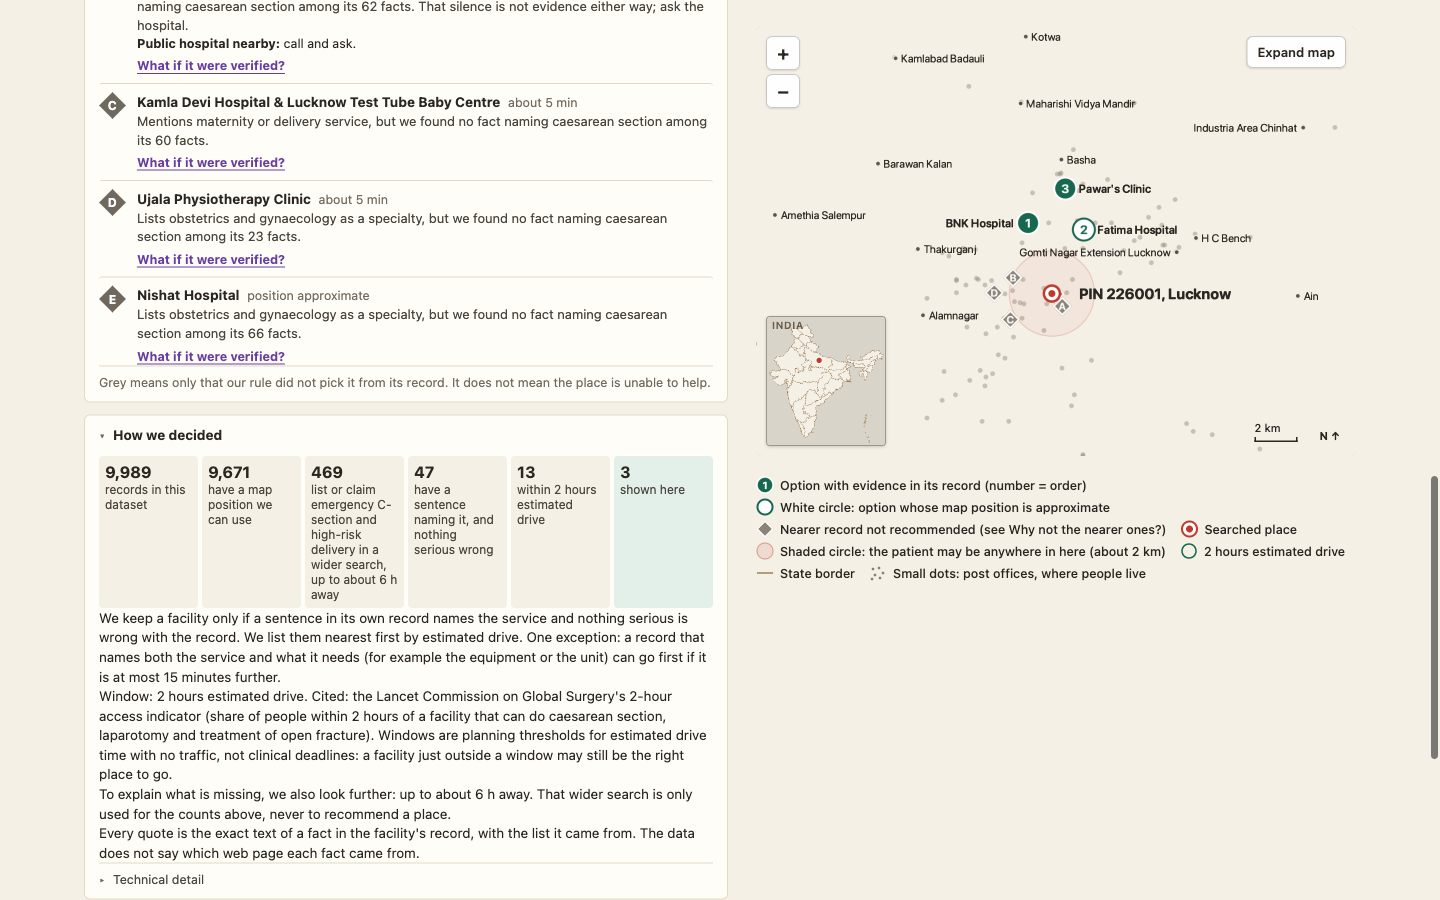 naming caesarean section among its 62 facts. That silence is not evidence either way; ask the
hospital.
Public hospital nearby: call and ask.
What if it were verified?
C
Kamla Devi Hospital & Lucknow Test Tube Baby Centre about 5 min
Mentions maternity or delivery service, but we found no fact naming caesarean section among
its 60 facts.
What if it were verified?
D
Ujala Physiotherapy Clinic about 5 min
Lists obstetrics and gynaecology as a specialty, but we found no fact naming caesarean
section among its 23 facts.
What if it were verified?
E
Nishat Hospital position approximate
Lists obstetrics and gynaecology as a specialty, but we found no fact naming caesarean
section among its 66 facts.
What if it were verified?
Grey means only that our rule did not pick it from its record. It does not mean the place is unable to help.
▾ How we decided
9,989
records in this
dataset
9,671
have a map
position we
can use
469
list or claim
emergency C-
section and
high-risk
delivery in a
wider search,
up to about 6 h
away
47
have a
sentence
naming it, and
nothing
serious wrong
13
within 2 hours
estimated
drive
3
shown here
We keep a facility only if a sentence in its own record names the service and nothing serious is
wrong with the record. We list them nearest first by estimated drive. One exception: a record that
names both the service and what it needs (for example the equipment or the unit) can go first if it
is at most 15 minutes further.
Window: 2 hours estimated drive. Cited: the Lancet Commission on Global Surgery's 2-hour
access indicator (share of people within 2 hours of a facility that can do caesarean section,
laparotomy and treatment of open fracture). Windows are planning thresholds for estimated drive
time with no traffic, not clinical deadlines: a facility just outside a window may still be the right
place to go.
To explain what is missing, we also look further: up to about 6 h away. That wider search is only
used for the counts above, never to recommend a place.
Every quote is the exact text of a fact in the facility's record, with the list it came from. The data
does not say which web page each fact came from.
▸ Technical detail
+
−
Expand map
Kotwa
Kamlabad Badauli
Maharishi Vidya Mandir
Industria Area Chinhat
Barawan Kalan
Basha
3 Pawar's Clinic
Amethia Salempur
BNK Hospital 1
2 Fatima Hospital
H C Bench
Thakurganj
Gomti Nagar Extension Lucknow
B
D
A
C
PIN 226001, Lucknow
Ain
Alamnagar
INDIA
2 km
N ↑
1 Option with evidence in its record (number = order)
White circle: option whose map position is approximate
Nearer record not recommended (see Why not the nearer ones?)
Searched place
Shaded circle: the patient may be anywhere in here (about 2 km)
2 hours estimated drive
State border
Small dots: post offices, where people live